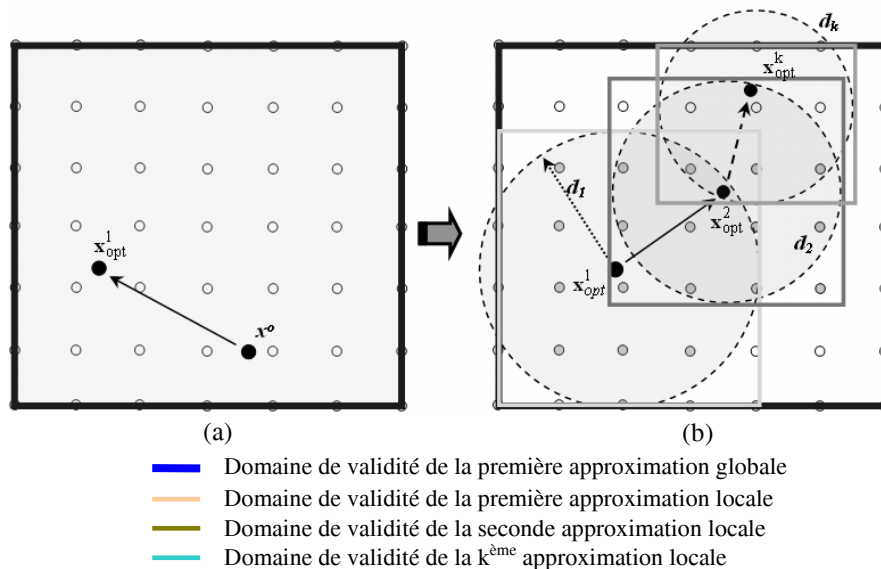 d_k
x_opt^k
d_1
x_opt^1
x_opt^2
d_2
x_opt^1
x^o
(a)
(b)
Domaine de validité de la première approximation globale
Domaine de validité de la première approximation locale
Domaine de validité de la seconde approximation locale
Domaine de validité de la k^ème approximation locale